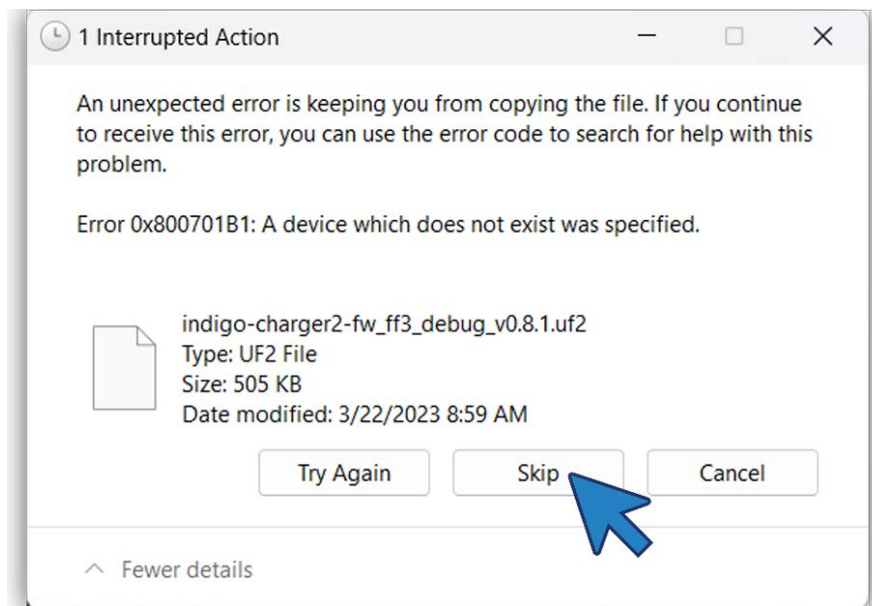 1 Interrupted Action
An unexpected error is keeping you from copying the file. If you continue
to receive this error, you can use the error code to search for help with this
problem.
Error 0x800701B1: A device which does not exist was specified.
indigo-charger2-fw_ff3_debug_v0.8.1.uf2
Type: UF2 File
Size: 505 KB
Date modified: 3/22/2023 8:59 AM
Try Again Skip Cancel
Fewer details